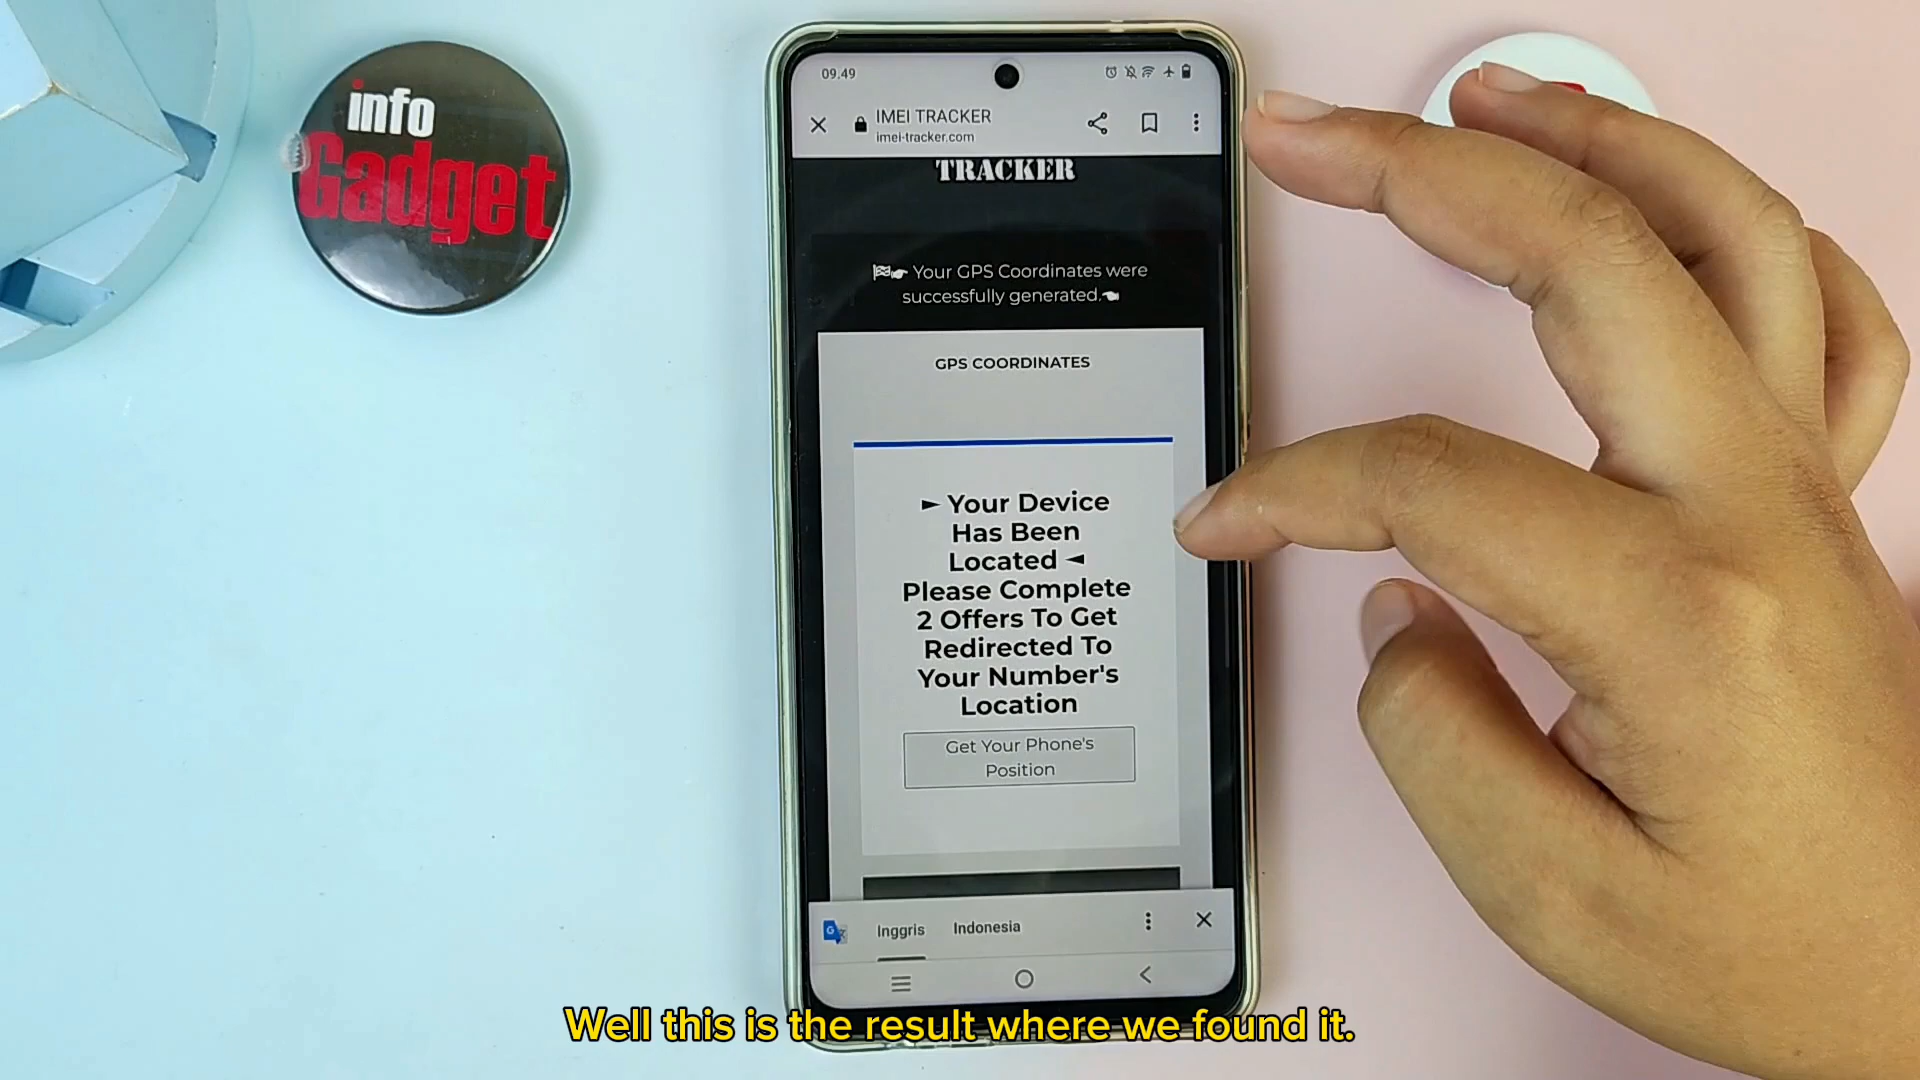 info
Gadget
09.49
IMEI TRACKER
imei-tracker.com
TRACKER
Your GPS Coordinates were
successfully generated.
GPS COORDINATES
► Your Device
Has Been
Located ◄
Please Complete
2 Offers To Get
Redirected To
Your Number's
Location
Get Your Phone's
Position
Inggris Indonesia
Well this is the result where we found it.